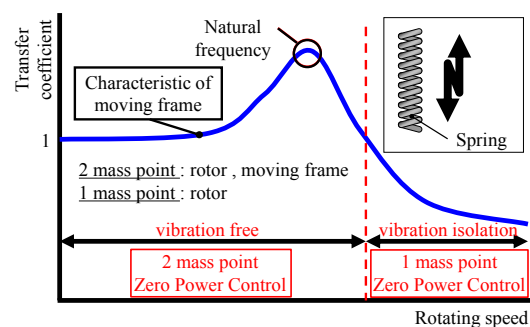 Transfer
coefficient
Natural
frequency
Characteristic of
moving frame
Spring
1
2 mass point : rotor , moving frame
1 mass point : rotor
vibration free
vibration isolation
2 mass point
Zero Power Control
1 mass point
Zero Power Control
Rotating speed